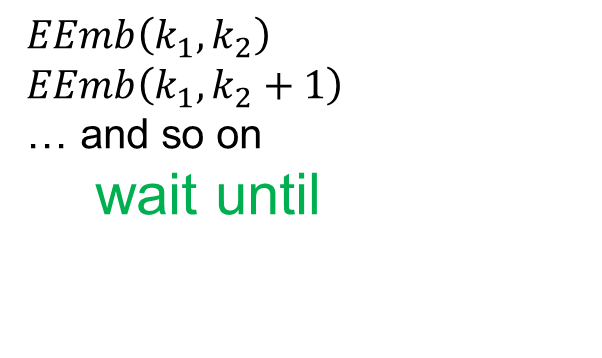 𝐸𝐸𝑚𝑏(𝑘₁, 𝑘₂)
𝐸𝐸𝑚𝑏(𝑘₁, 𝑘₂ + 1)
… and so on
wait until